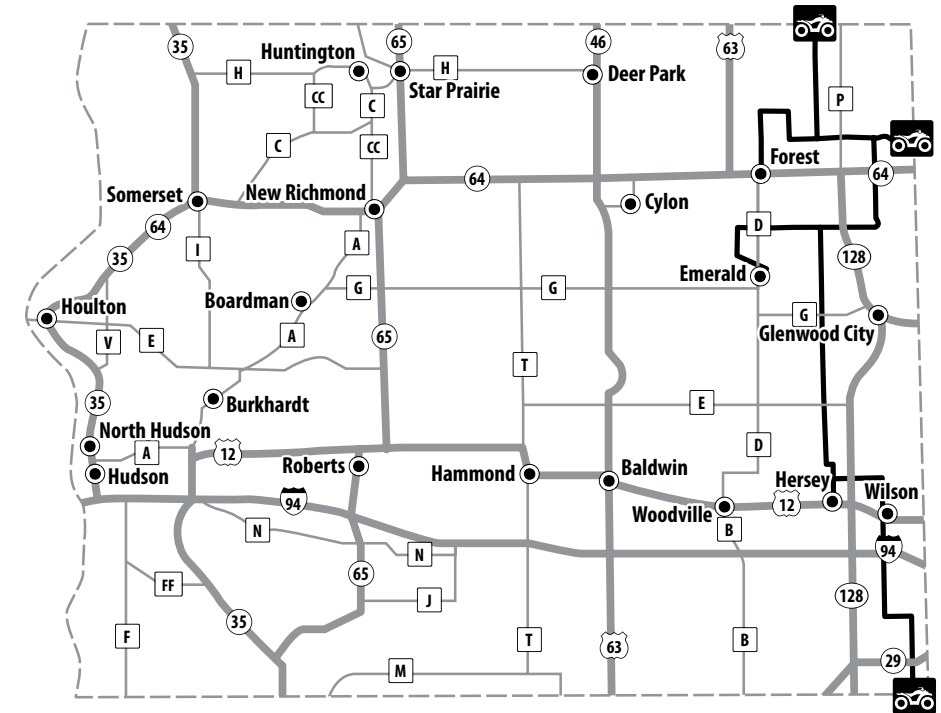 35
65
46
63
Huntington
H
H
Deer Park
Star Prairie
CC
C
P
C
CC
Forest
64
64
Somerset
New Richmond
Cylon
64
I
A
D
35
128
Emerald
Boardman
G
G
Houlton
G
Glenwood City
V
E
A
65
T
35
Burkhardt
E
North Hudson
A
12
D
Roberts
Hammond
Baldwin
Hudson
Hersey
Wilson
94
Woodville
12
N
B
N
94
65
FF
J
128
35
F
T
63
B
M
29